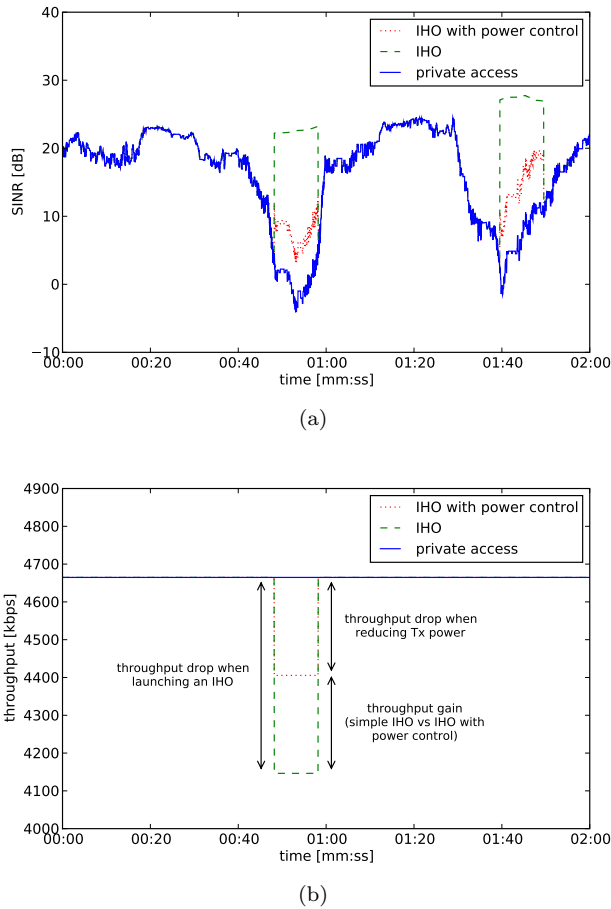 40
30
20
10
0
−10
SINR [dB]
IHO with power control
IHO
private access
00:00 00:20 00:40 01:00 01:20 01:40 02:00
time [mm:ss]
(a)
4900
4800
4700
4600
4500
4400
4300
4200
4100
4000
throughput [kbps]
IHO with power control
IHO
private access
throughput drop when
reducing Tx power
throughput drop when
launching an IHO
throughput gain
(simple IHO vs IHO with
power control)
00:00 00:20 00:40 01:00 01:20 01:40 02:00
time [mm:ss]
(b)